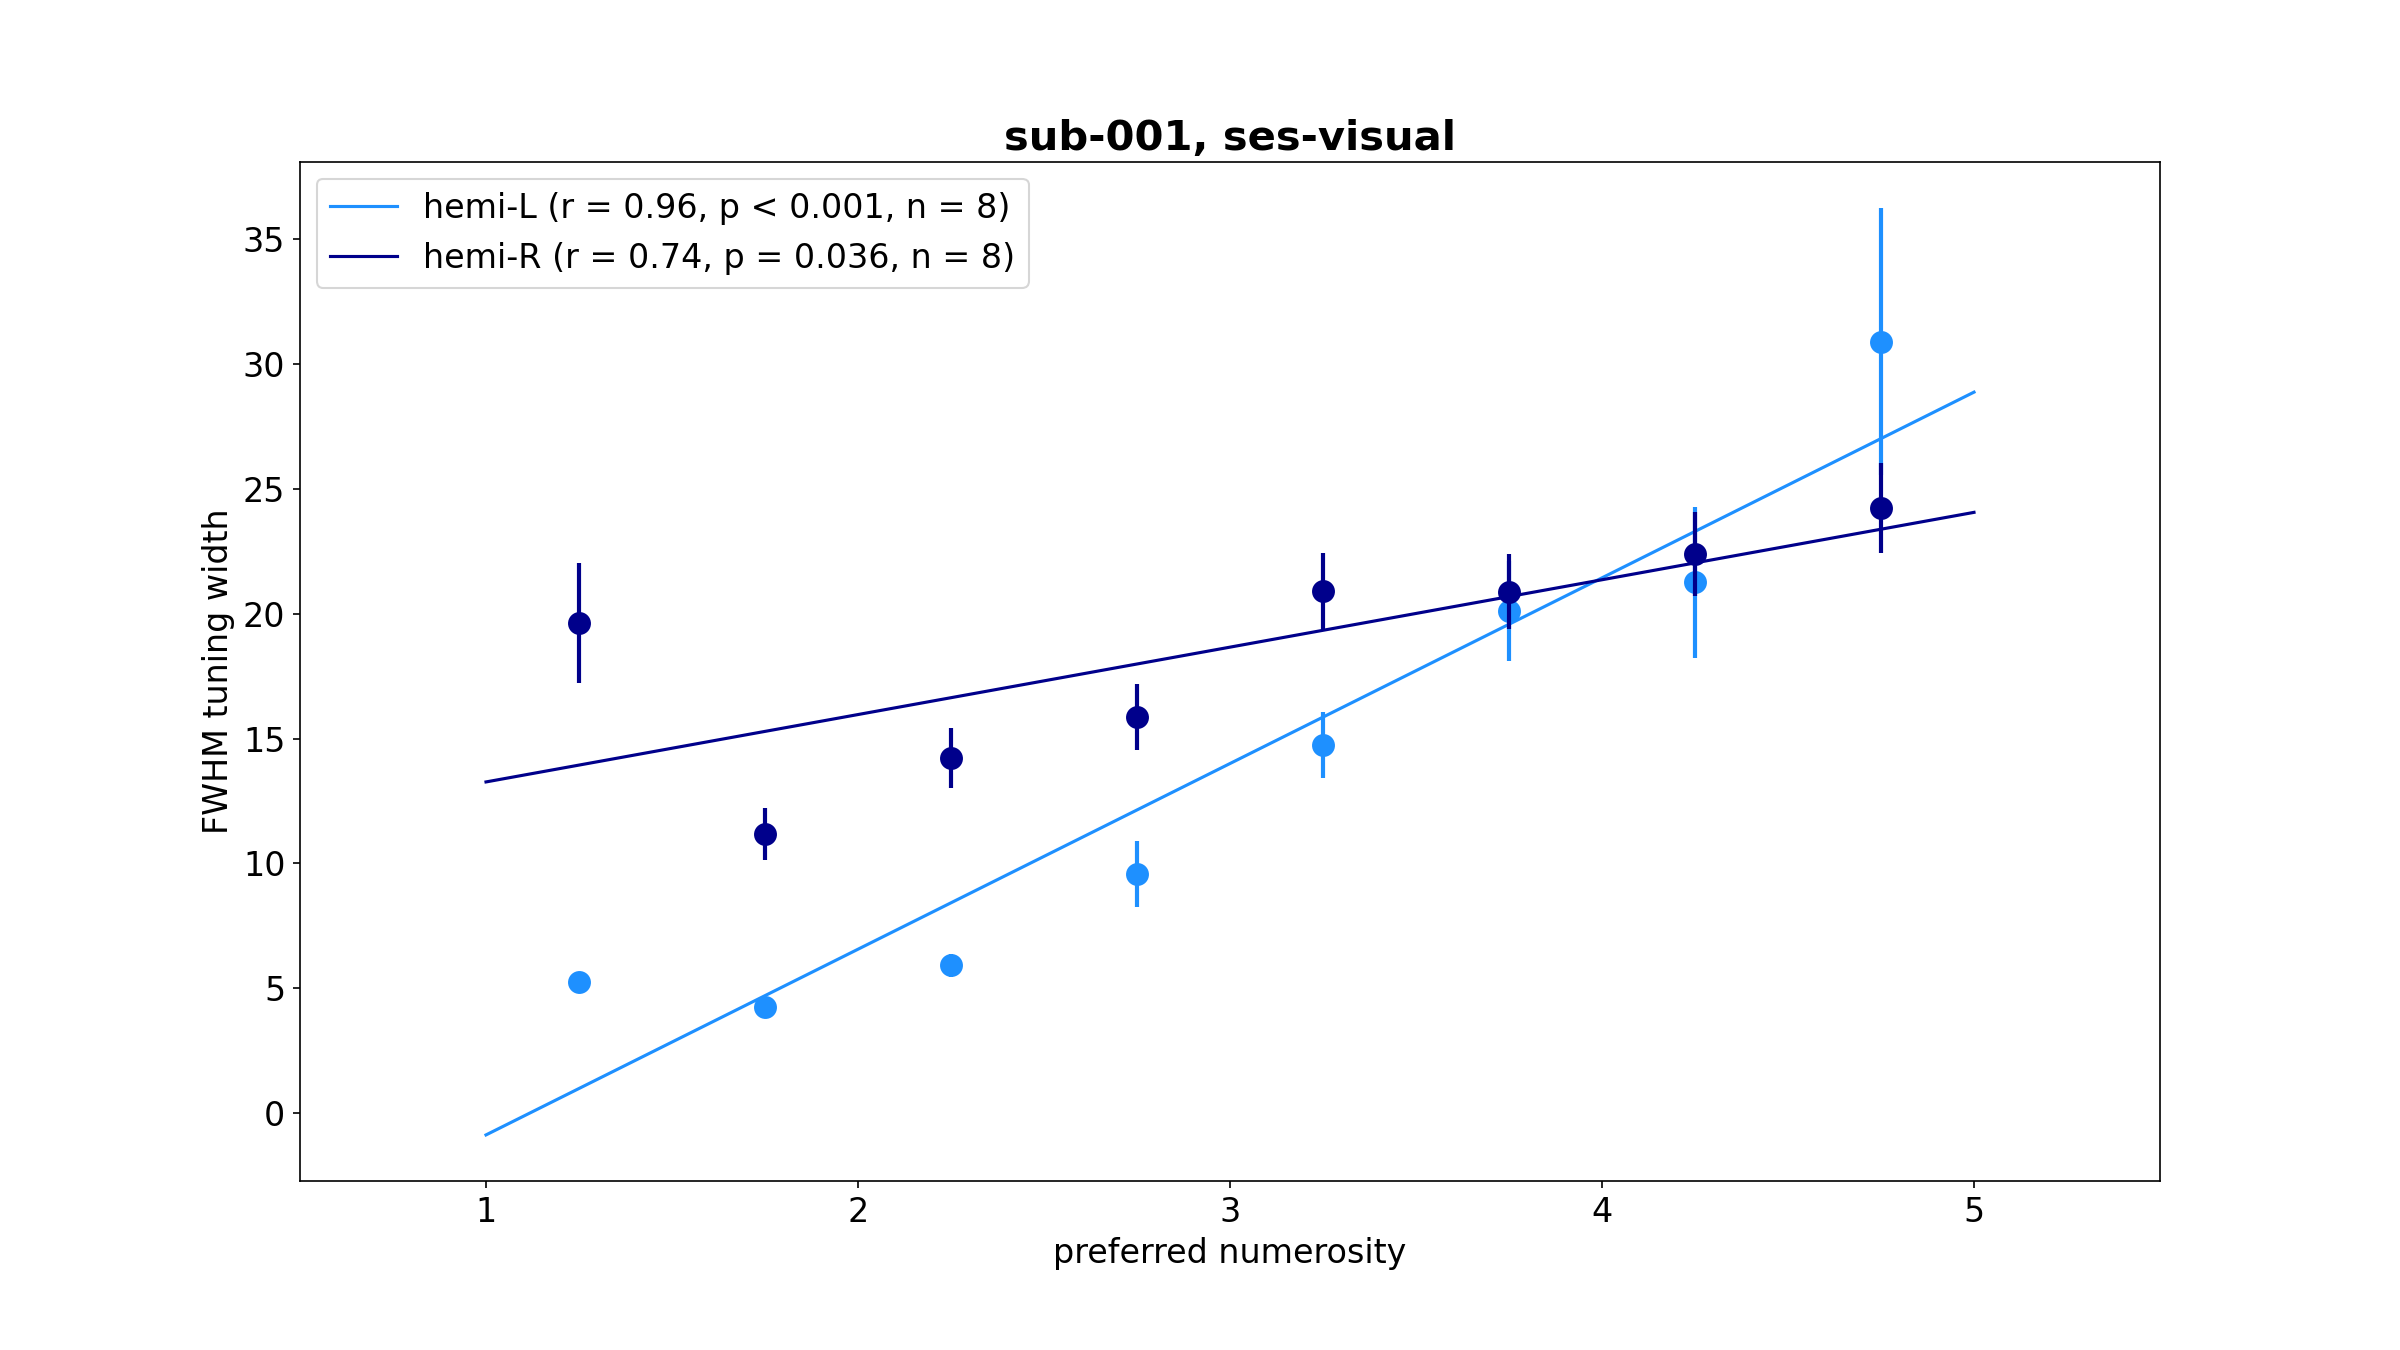 sub-001, ses-visual
hemi-L (r = 0.96, p < 0.001, n = 8)
hemi-R (r = 0.74, p = 0.036, n = 8)
35
30
25
20
15
10
5
0
FWHM tuning width
1 2 3 4 5
preferred numerosity